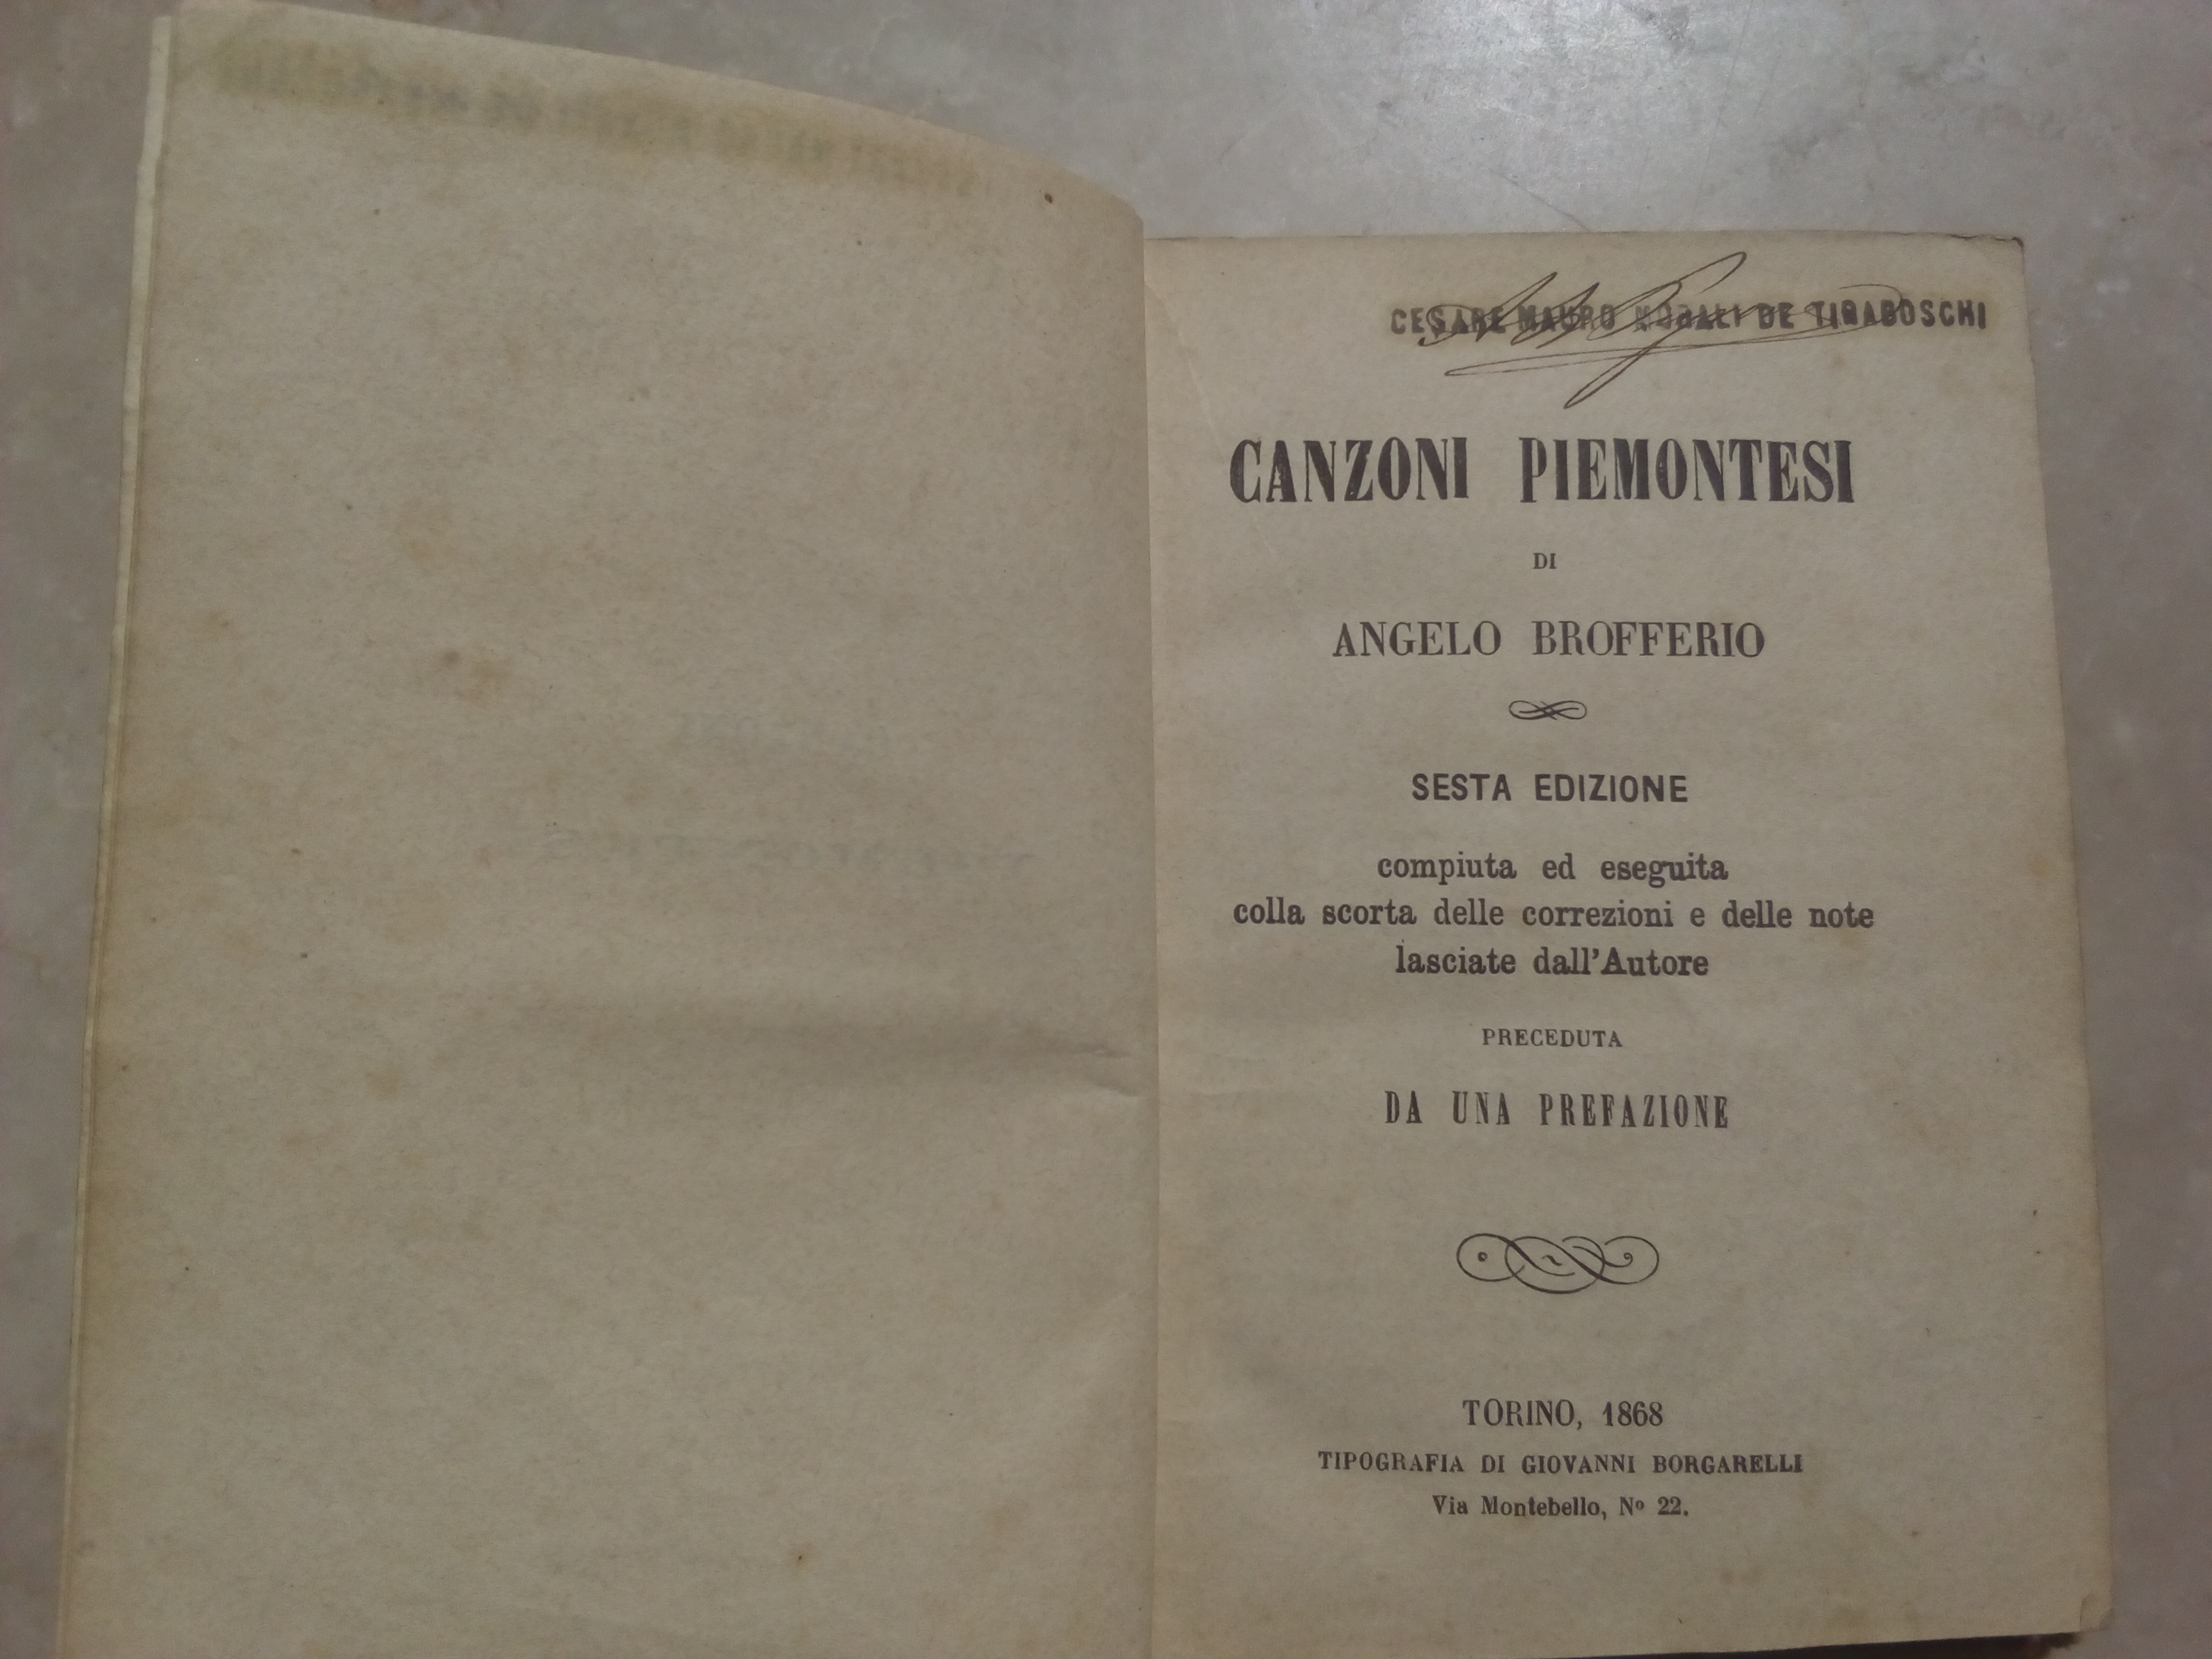 CESARE MAURO DE TIRABOSCHI
CANZONI PIEMONTESI
DI
ANGELO BROFFERIO
SESTA EDIZIONE
compiuta ed eseguita
colla scorta delle correzioni e delle note
lasciate dall'Autore
PRECEDUTA
DA UNA PREFAZIONE
TORINO, 1868
TIPOGRAFIA DI GIOVANNI BORGARELLI
Via Montebello, Nº 22.